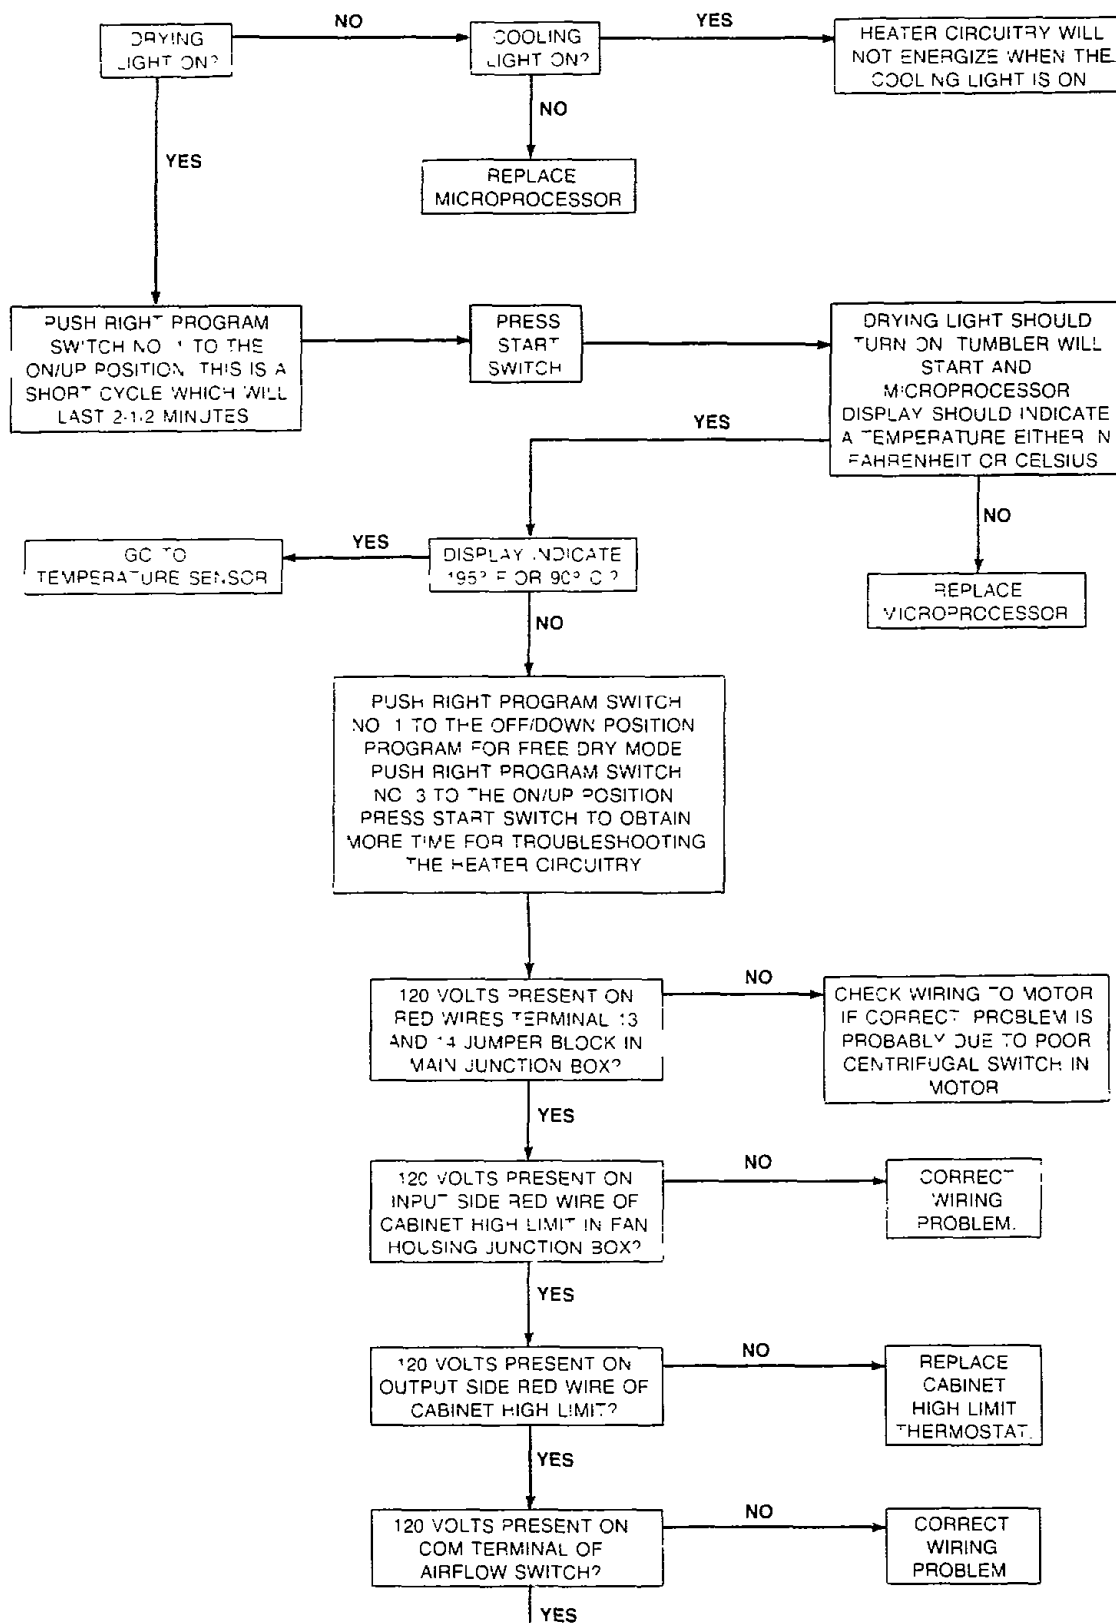 NO
YES
DRYING
LIGHT ON?
COOLING
LIGHT ON?
HEATER CIRCUITRY WILL
NOT ENERGIZE WHEN THE
COOLING LIGHT IS ON
NO
YES
REPLACE
MICROPROCESSOR
PUSH RIGHT PROGRAM
SWITCH NO. 1 TO THE
ON/UP POSITION. THIS IS A
SHORT CYCLE WHICH WILL
LAST 2-1/2 MINUTES
PRESS
START
SWITCH
DRYING LIGHT SHOULD
TURN ON. TUMBLER WILL
START AND
MICROPROCESSOR
DISPLAY SHOULD INDICATE
A TEMPERATURE EITHER IN
FAHRENHEIT OR CELSIUS
YES
NO
YES
GO TO
TEMPERATURE SENSOR
DISPLAY INDICATE
195° F OR 90° C?
REPLACE
MICROPROCESSOR
NO
PUSH RIGHT PROGRAM SWITCH
NO. 1 TO THE OFF/DOWN POSITION
PROGRAM FOR FREE DRY MODE
PUSH RIGHT PROGRAM SWITCH
NO. 3 TO THE ON/UP POSITION
PRESS START SWITCH TO OBTAIN
MORE TIME FOR TROUBLESHOOTING
THE HEATER CIRCUITRY
120 VOLTS PRESENT ON
RED WIRES TERMINAL 13
AND 14 JUMPER BLOCK IN
MAIN JUNCTION BOX?
NO
CHECK WIRING TO MOTOR
IF CORRECT, PROBLEM IS
PROBABLY DUE TO POOR
CENTRIFUGAL SWITCH IN
MOTOR
YES
120 VOLTS PRESENT ON
INPUT SIDE RED WIRE OF
CABINET HIGH LIMIT IN FAN
HOUSING JUNCTION BOX?
NO
CORRECT
WIRING
PROBLEM.
YES
120 VOLTS PRESENT ON
OUTPUT SIDE RED WIRE OF
CABINET HIGH LIMIT?
NO
REPLACE
CABINET
HIGH LIMIT
THERMOSTAT.
YES
120 VOLTS PRESENT ON
COM TERMINAL OF
AIRFLOW SWITCH?
NO
CORRECT
WIRING
PROBLEM
YES